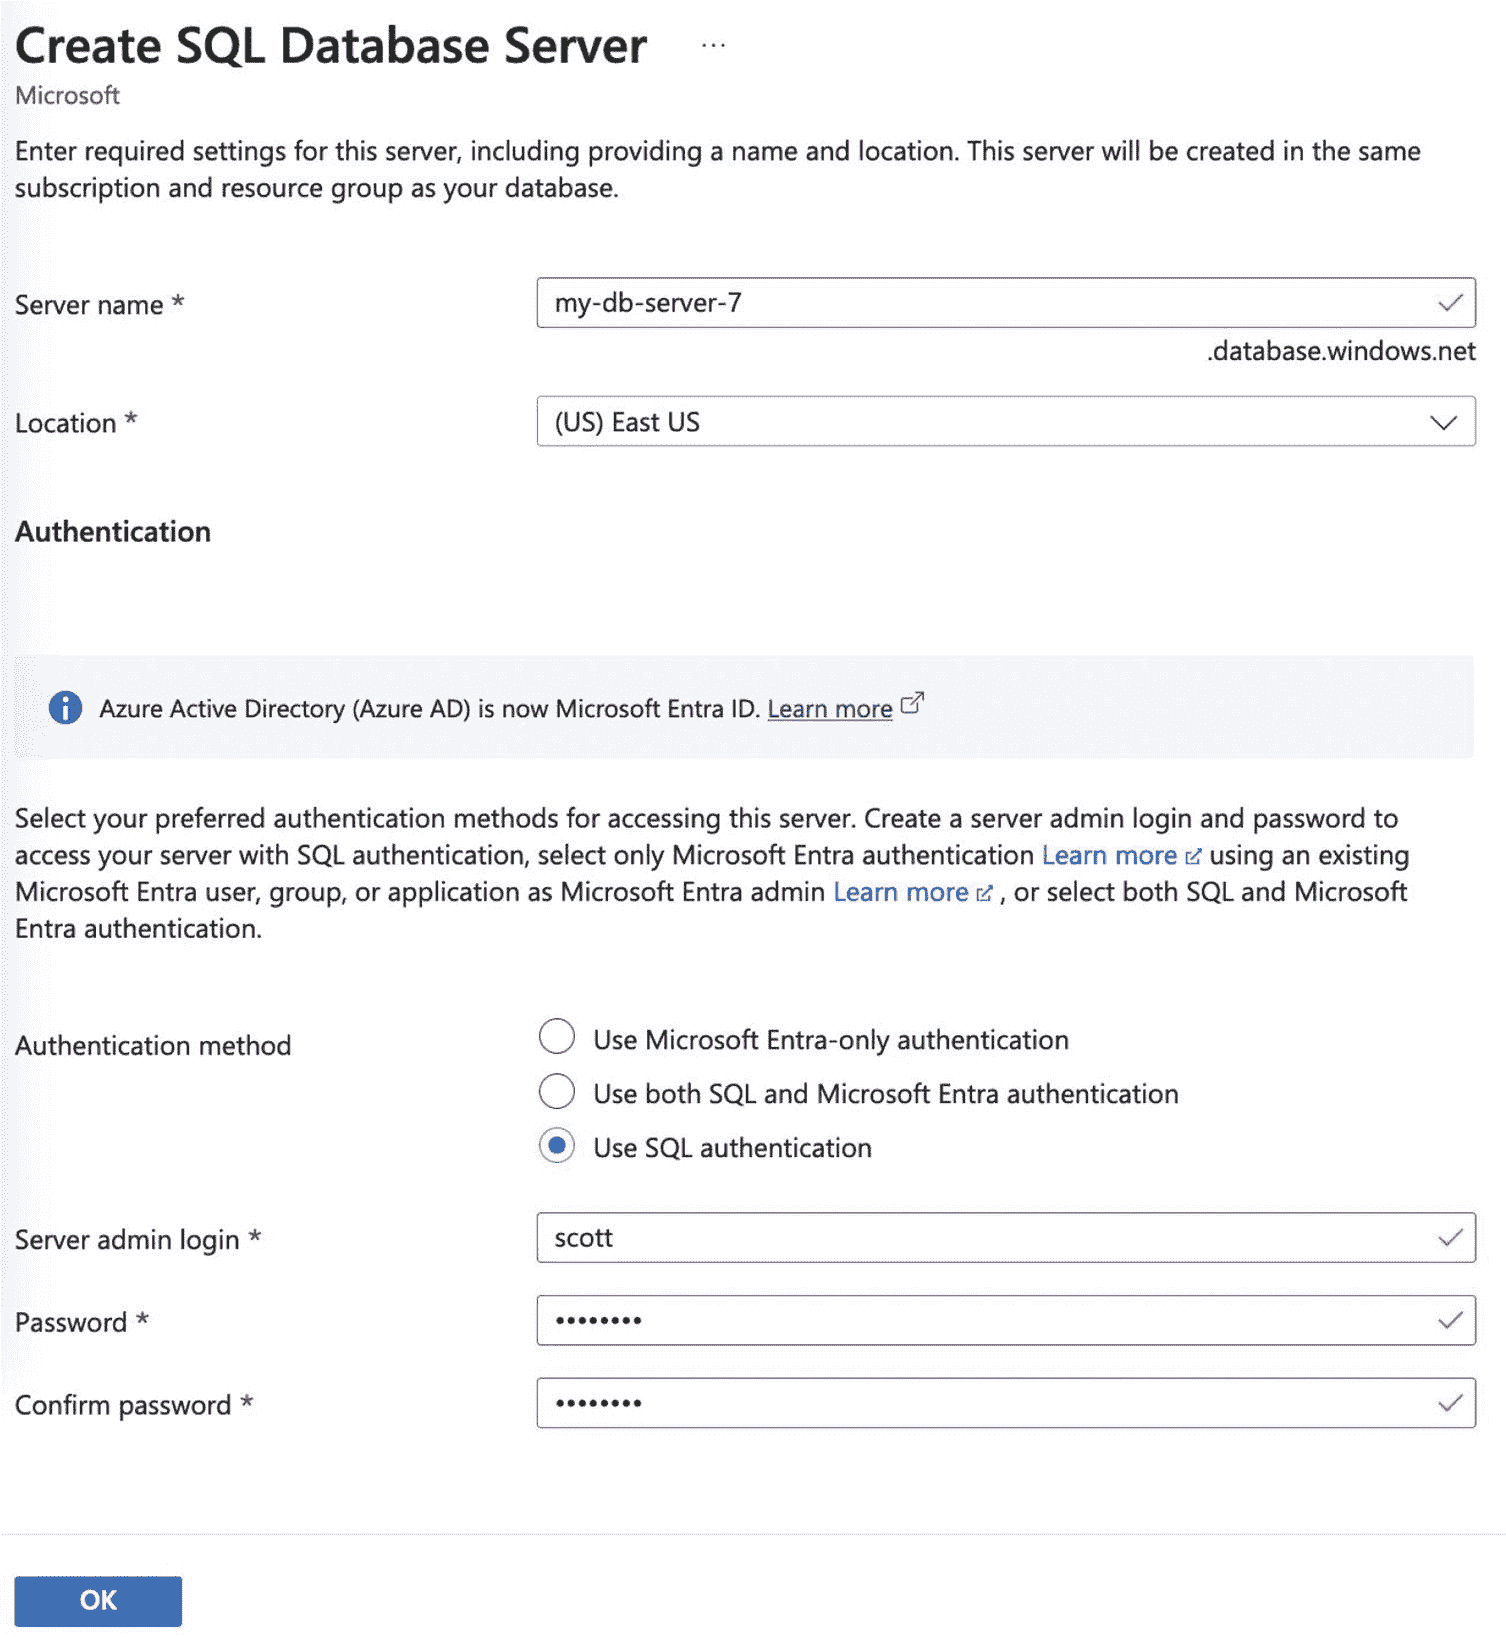 Create SQL Database Server ...
Microsoft
Enter required settings for this server, including providing a name and location. This server will be created in the same
subscription and resource group as your database.
Server name *
my-db-server-7
.database.windows.net
Location *
(US) East US
Authentication
Azure Active Directory (Azure AD) is now Microsoft Entra ID. Learn more
Select your preferred authentication methods for accessing this server. Create a server admin login and password to
access your server with SQL authentication, select only Microsoft Entra authentication Learn more using an existing
Microsoft Entra user, group, or application as Microsoft Entra admin Learn more , or select both SQL and Microsoft
Entra authentication.
Authentication method
Use Microsoft Entra-only authentication
Use both SQL and Microsoft Entra authentication
Use SQL authentication
Server admin login *
scott
Password *
••••••••
Confirm password *
••••••••
OK